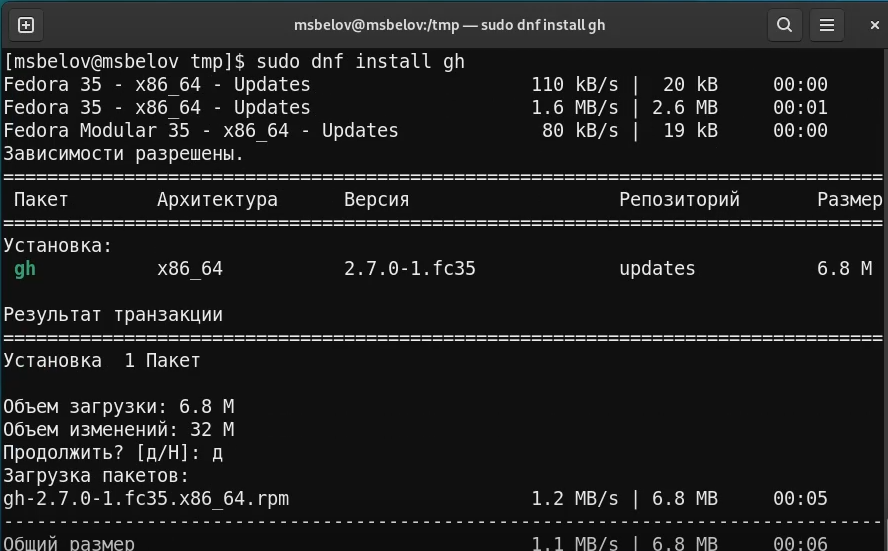 msbelov@msbelov:/tmp — sudo dnf install gh
[msbelov@msbelov tmp]$ sudo dnf install gh
Fedora 35 - x86_64 - Updates 110 kB/s | 20 kB 00:00
Fedora 35 - x86_64 - Updates 1.6 MB/s | 2.6 MB 00:01
Fedora Modular 35 - x86_64 - Updates 80 kB/s | 19 kB 00:00
Зависимости разрешены.
================================================================================
Пакет Архитектура Версия Репозиторий Размер
================================================================================
Установка:
gh x86_64 2.7.0-1.fc35 updates 6.8 M
Результат транзакции
================================================================================
Установка 1 Пакет
Объем загрузки: 6.8 M
Объем изменений: 32 M
Продолжить? [д/Н]: д
Загрузка пакетов:
gh-2.7.0-1.fc35.x86_64.rpm 1.2 MB/s | 6.8 MB 00:05
--------------------------------------------------------------------------------
Общий размер 1.1 MB/s | 6.8 MB 00:06